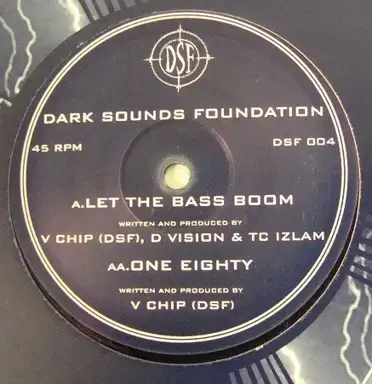 DSF
DARK SOUNDS FOUNDATION
45 RPM DSF 004
A.LET THE BASS BOOM
WRITTEN AND PRODUCED BY
V CHIP (DSF), D VISION & TC IZLAM
AA.ONE EIGHTY
WRITTEN AND PRODUCED BY
V CHIP (DSF)